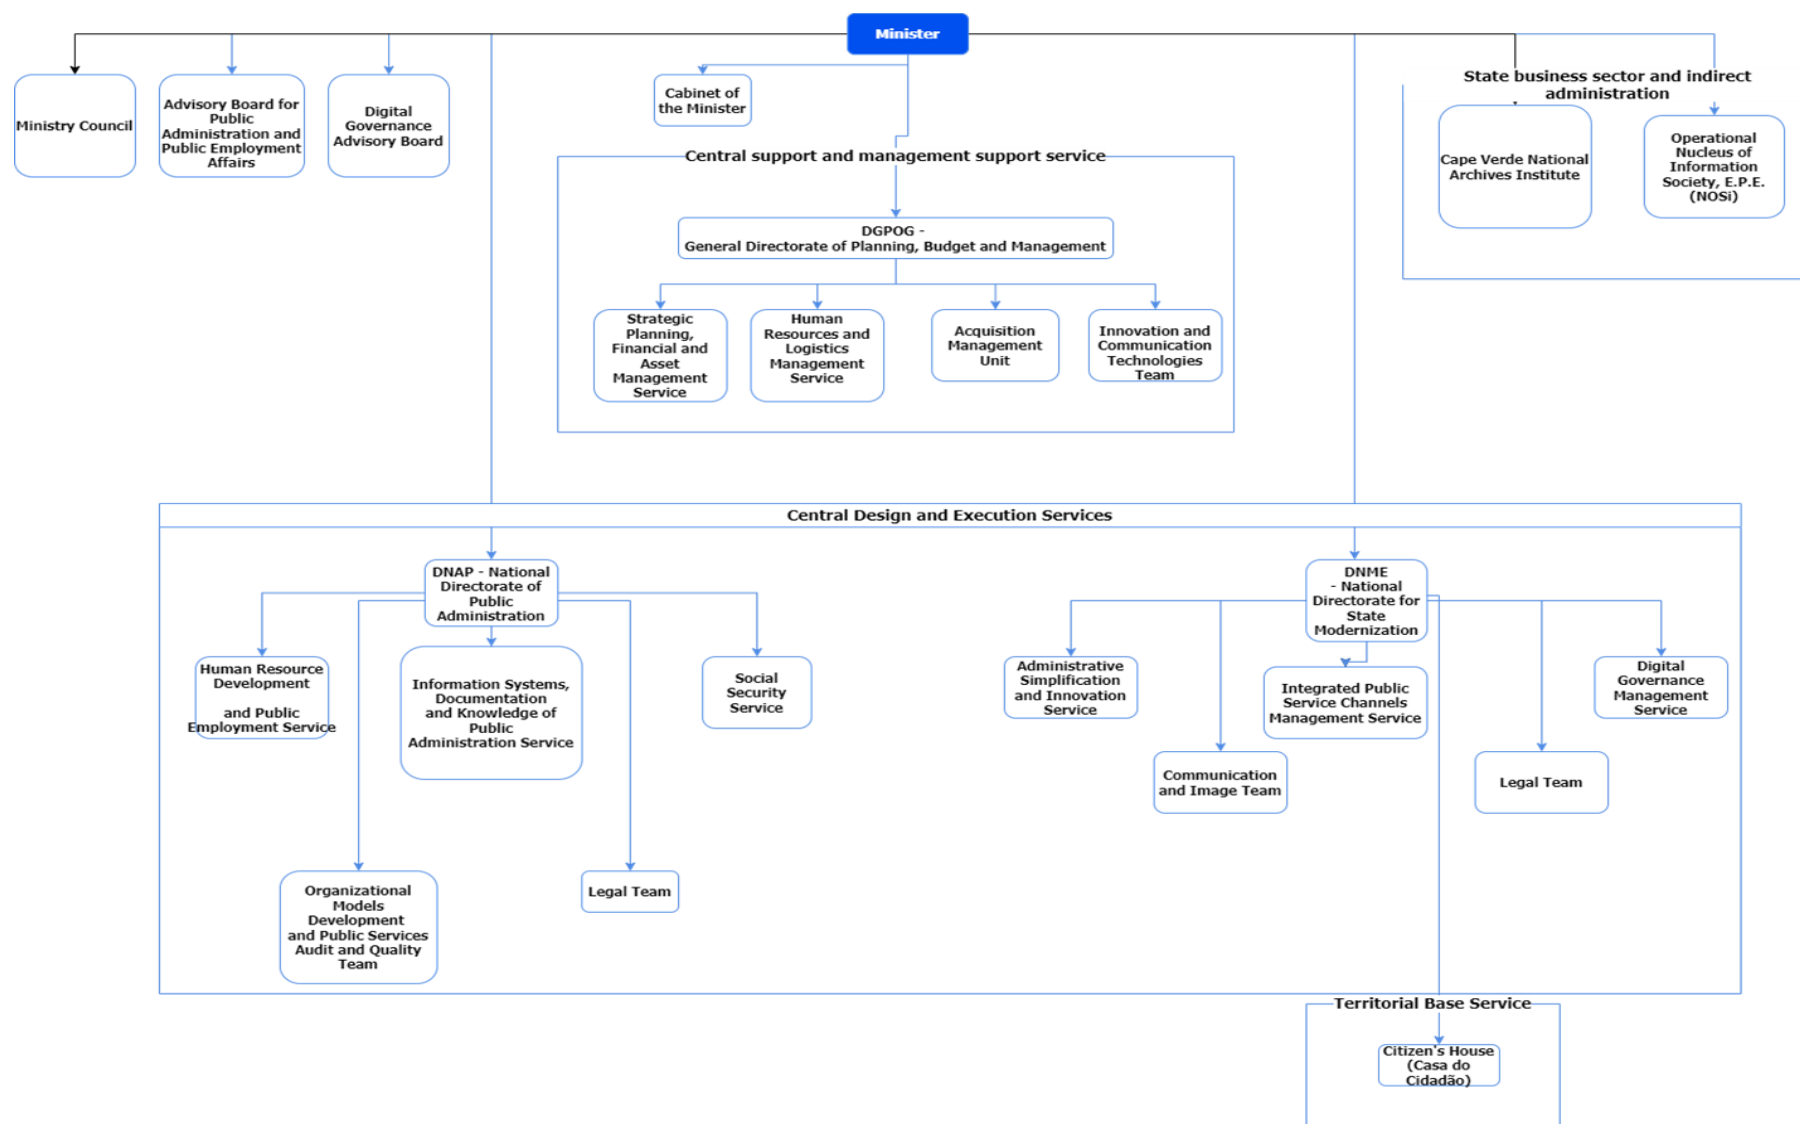 Minister
Ministry Council
Advisory Board for
Public
Administration and
Public Employment
Affairs
Digital
Governance
Advisory Board
Cabinet of
the Minister
State business sector and indirect
administration
Cape Verde National
Archives Institute
Operational
Nucleus of
Information
Society, E.P.E.
(NOSi)
Central support and management support service
DGPOG -
General Directorate of Planning, Budget and Management
Strategic
Planning,
Financial and
Asset
Management
Service
Human
Resources and
Logistics
Management
Service
Acquisition
Management
Unit
Innovation and
Communication
Technologies
Team
Central Design and Execution Services
DNAP - National
Directorate of
Public
Administration
Human Resource
Development
and Public
Employment Service
Information Systems,
Documentation
and Knowledge of
Public
Administration Service
Social
Security
Service
Organizational
Models
Development
and Public Services
Audit and Quality
Team
Legal Team
DNME
- National
Directorate for
State
Modernization
Administrative
Simplification
and Innovation
Service
Integrated Public
Service Channels
Management Service
Digital
Governance
Management
Service
Communication
and Image Team
Legal Team
Territorial Base Service
Citizen's House
(Casa do
Cidadão)